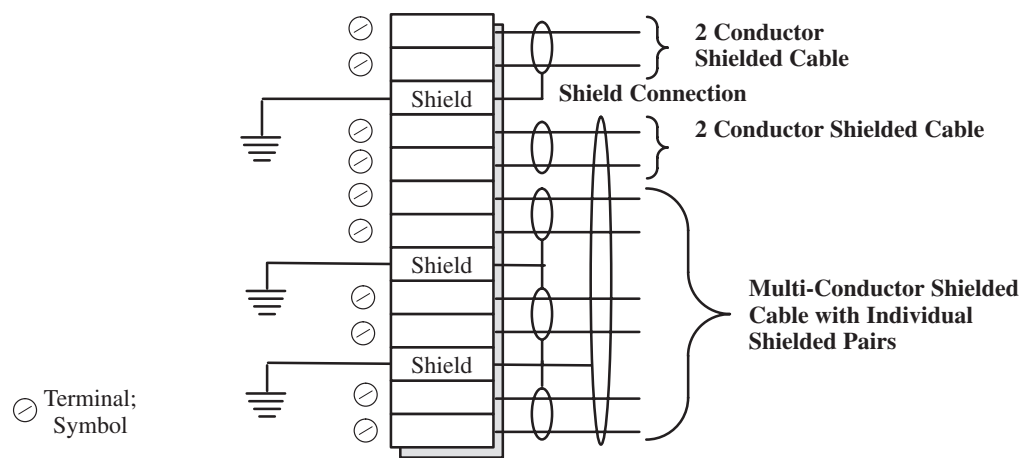 2 Conductor
Shielded Cable
Shield
Shield Connection
2 Conductor Shielded Cable
Shield
Multi-Conductor Shielded
Cable with Individual
Shielded Pairs
Shield
Terminal;
Symbol